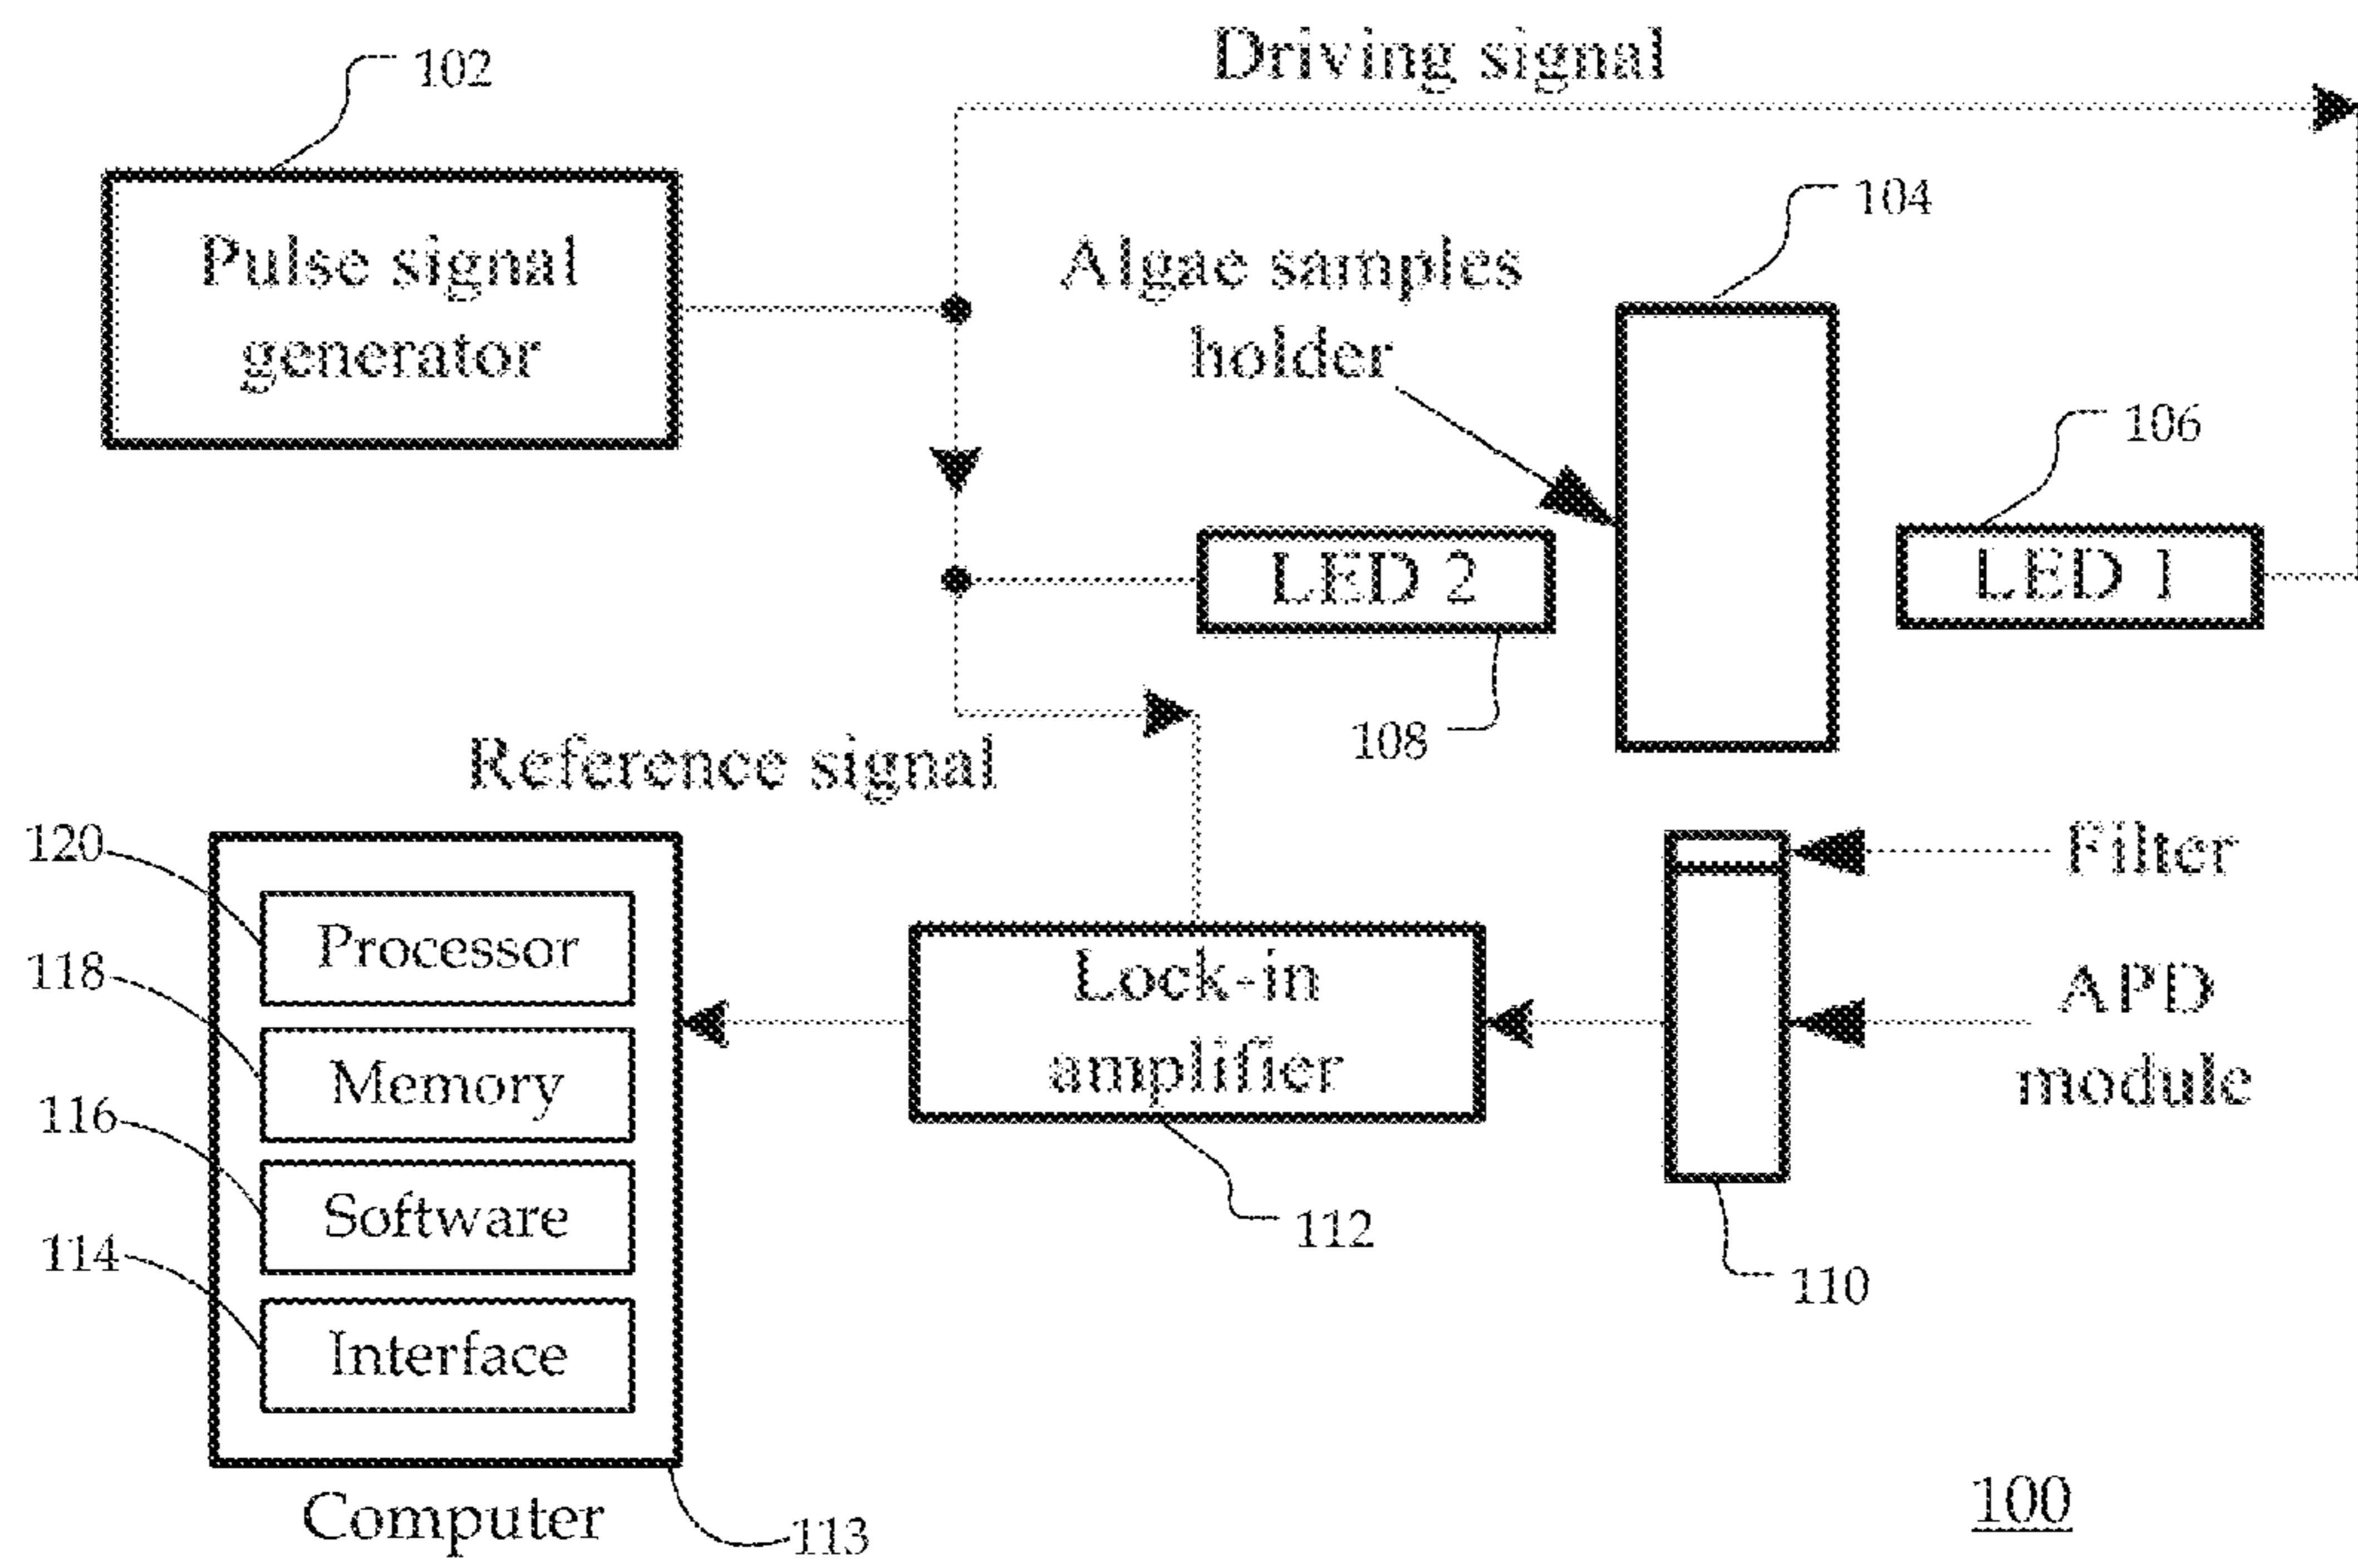 Driving signal
102
Pulse signal
generator
104
Algae samples
holder
106
LED 2
LED 1
108
Reference signal
120
Processor
118
Memory
116
Software
114
Interface
Computer
113
Lock-in
amplifier
112
Filter
APD
module
110
100